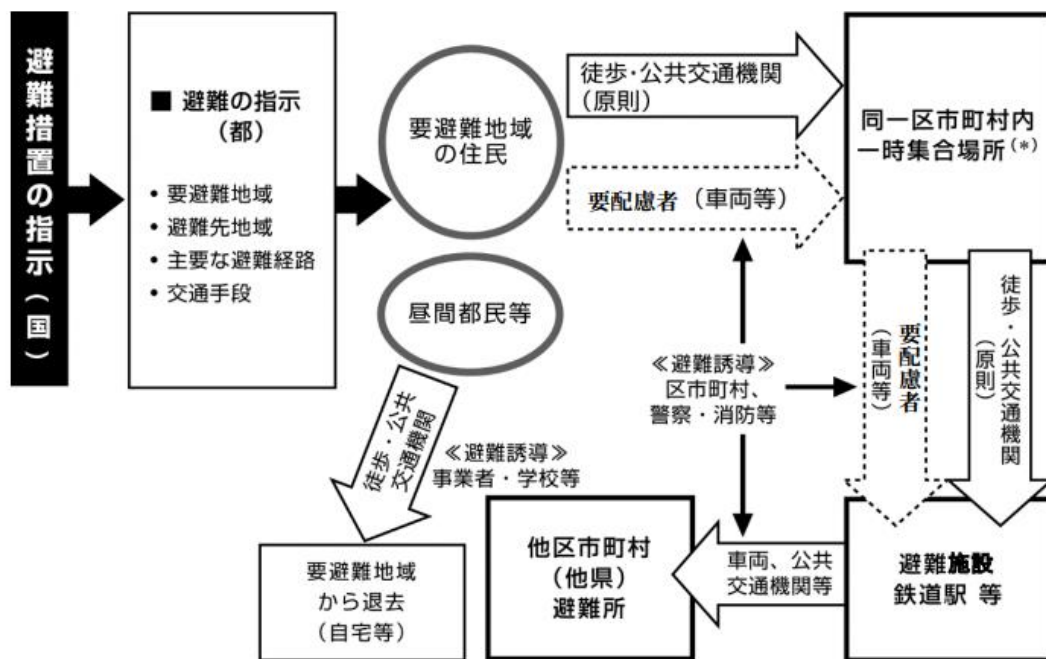 避難措置の指示(国)
■ 避難の指示
(都)
• 要避難地域
• 避難先地域
• 主要な避難経路
• 交通手段
要避難地域
の住民
昼間都民等
徒歩・公共交通機関
(原則)
要配慮者(車両等)
同一区市町村内
一時集合場所(*)
要配慮者
(車両等)
徒歩・公共交通機関
(原則)
≪避難誘導≫
区市町村、
警察・消防等
徒歩・公共
交通機関
≪避難誘導≫
事業者・学校等
要避難地域
から退去
(自宅等)
他区市町村
(他県)
避難所
車両、公共
交通機関等
避難施設
鉄道駅 等